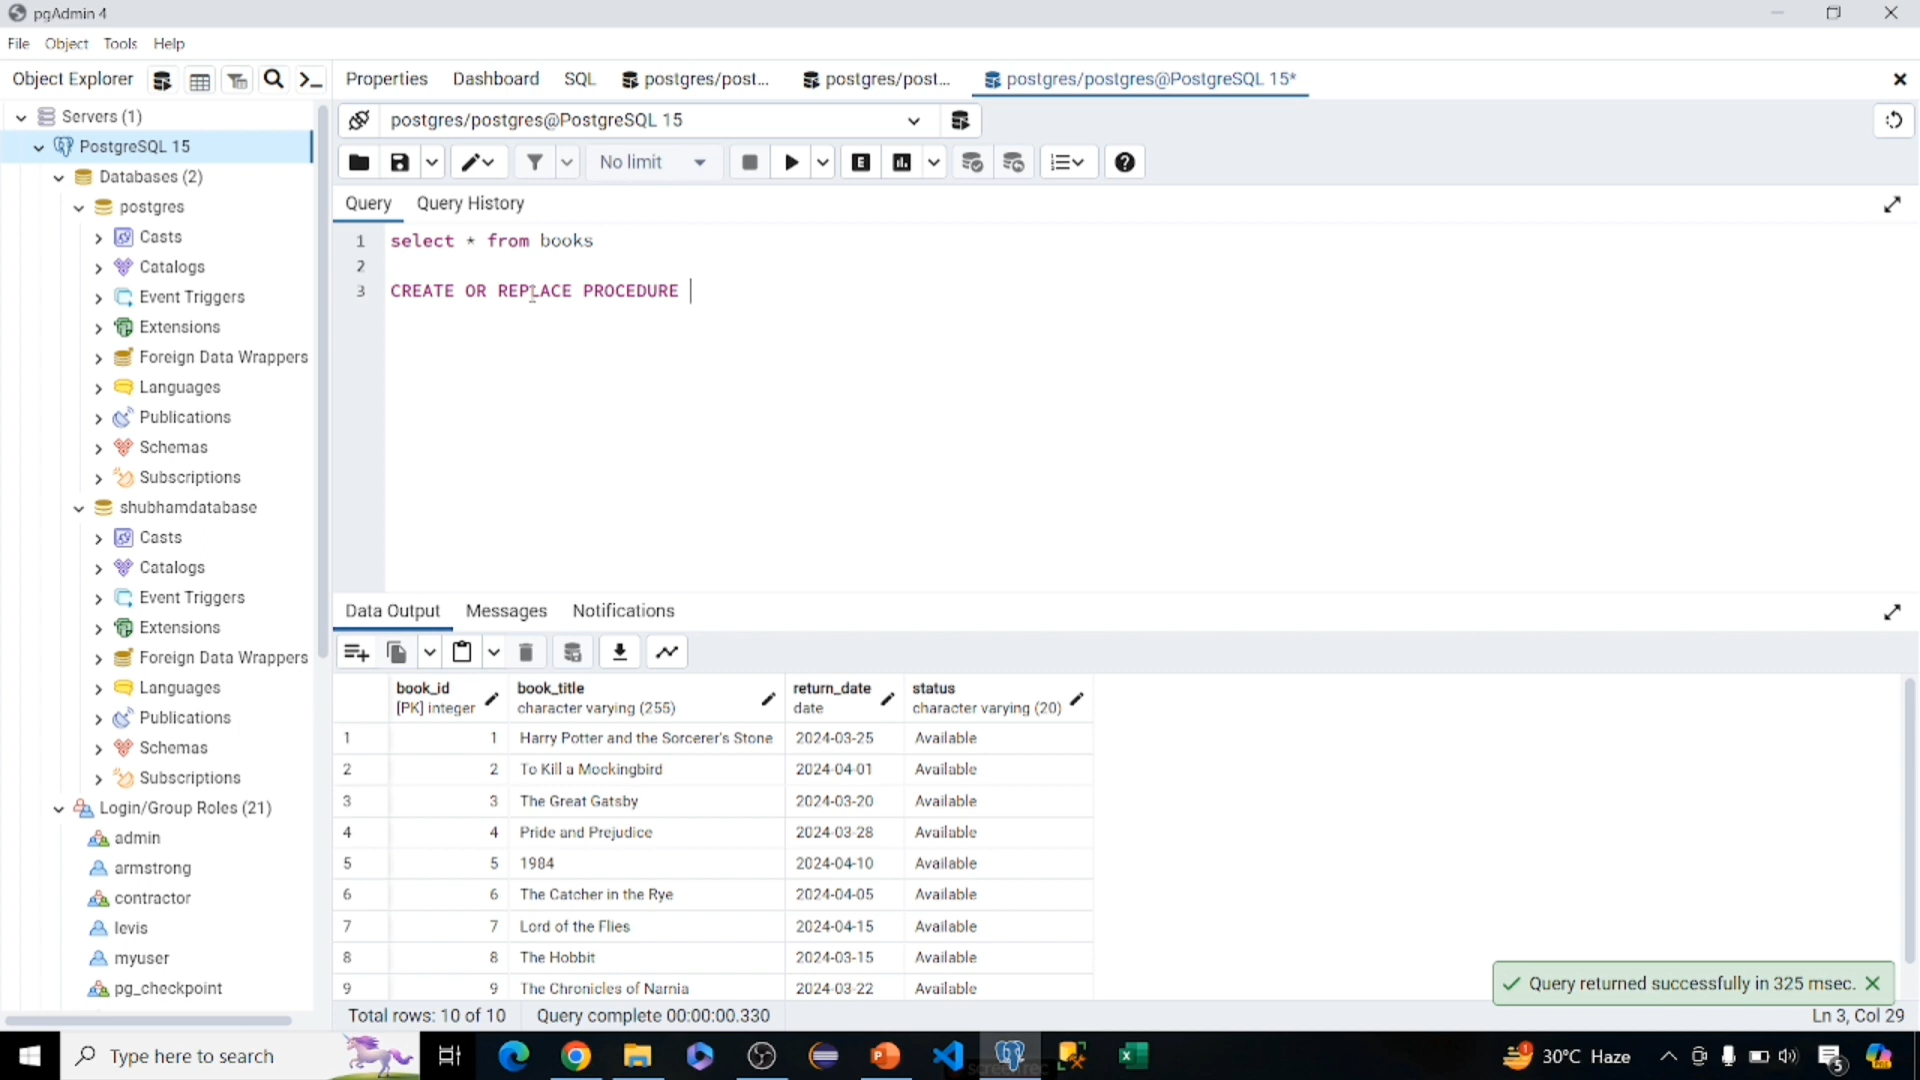 pgAdmin 4
File Object Tools Help
Object Explorer
Properties Dashboard SQL postgres/post... postgres/post... postgres/postgres@PostgreSQL 15*
Servers (1)
PostgreSQL 15
Databases (2)
postgres
Casts
Catalogs
Event Triggers
Extensions
Foreign Data Wrappers
Languages
Publications
Schemas
Subscriptions
shubhamdatabase
Casts
Catalogs
Event Triggers
Extensions
Foreign Data Wrappers
Languages
Publications
Schemas
Subscriptions
Login/Group Roles (21)
admin
armstrong
contractor
levis
myuser
pg_checkpoint
postgres/postgres@PostgreSQL 15
No limit
E
Query Query History
1 select * from books
2
3 CREATE OR REPLACE PROCEDURE
Data Output Messages Notifications
book_id book_title return_date status
[PK] integer character varying (255) date character varying (20)
1 1 Harry Potter and the Sorcerer's Stone 2024-03-25 Available
2 2 To Kill a Mockingbird 2024-04-01 Available
3 3 The Great Gatsby 2024-03-20 Available
4 4 Pride and Prejudice 2024-03-28 Available
5 5 1984 2024-04-10 Available
6 6 The Catcher in the Rye 2024-04-05 Available
7 7 Lord of the Flies 2024-04-15 Available
8 8 The Hobbit 2024-03-15 Available
9 9 The Chronicles of Narnia 2024-03-22 Available
Query returned successfully in 325 msec.
Total rows: 10 of 10 Query complete 00:00:00.330 Ln 3, Col 29
Type here to search
30°C Haze
5